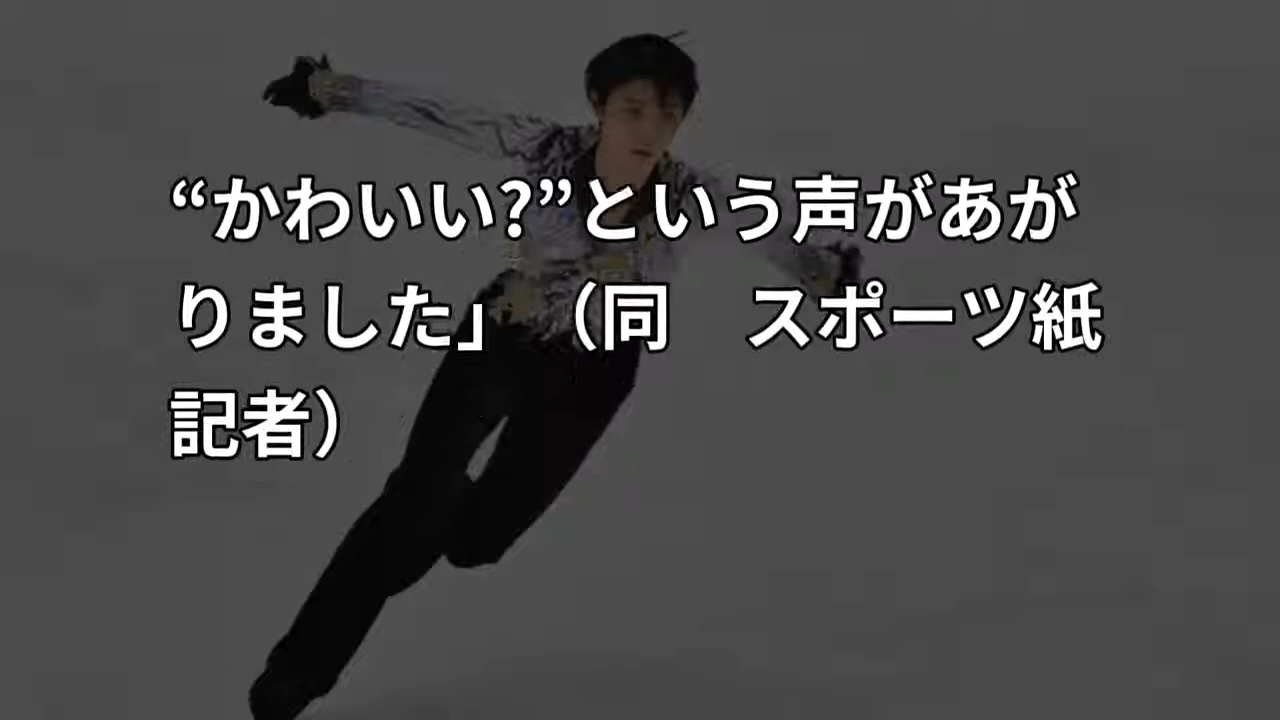 “かわいい?”という声があが
りました」（同　スポーツ紙
記者）